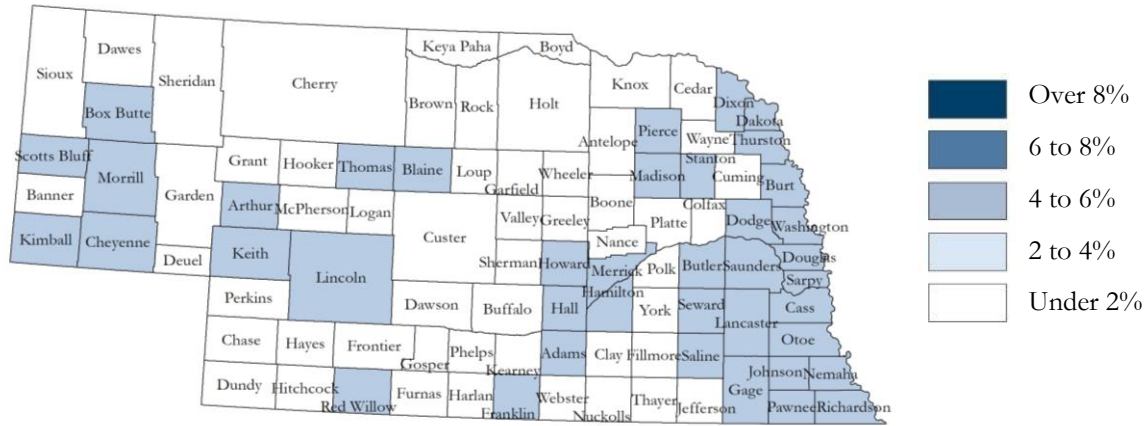 Keya Paha Boyd
Dawes
Sioux Sheridan Cherry Brown Rock Holt Knox Cedar
Dixon
Box Butte Dakota
Pierce
Antelope Wayne Thurston
Scotts Bluff Grant Hooker Thomas Blaine Loup Garfield Wheeler Madison Stanton Cuming
Morrill Burt
Banner Garden Arthur McPherson Logan Valley Greeley Boone Platte Colfax Dodge Washington
Custer
Kimball Cheyenne Deuel Keith Lincoln Sherman Howard Nance Merrick Polk Butler Saunders Douglas
Sarpy
Hamilton
Perkins Dawson Buffalo Hall York Seward Lancaster Cass
Otoe
Chase Hayes Frontier Gosper Phelps Kearney Adams Clay Fillmore Saline
Johnson Nemaha
Dundy Hitchcock Red Willow Furnas Harlan Franklin Webster Nuckolls Thayer Jefferson Gage Pawnee Richardson
Over 8%
6 to 8%
4 to 6%
2 to 4%
Under 2%